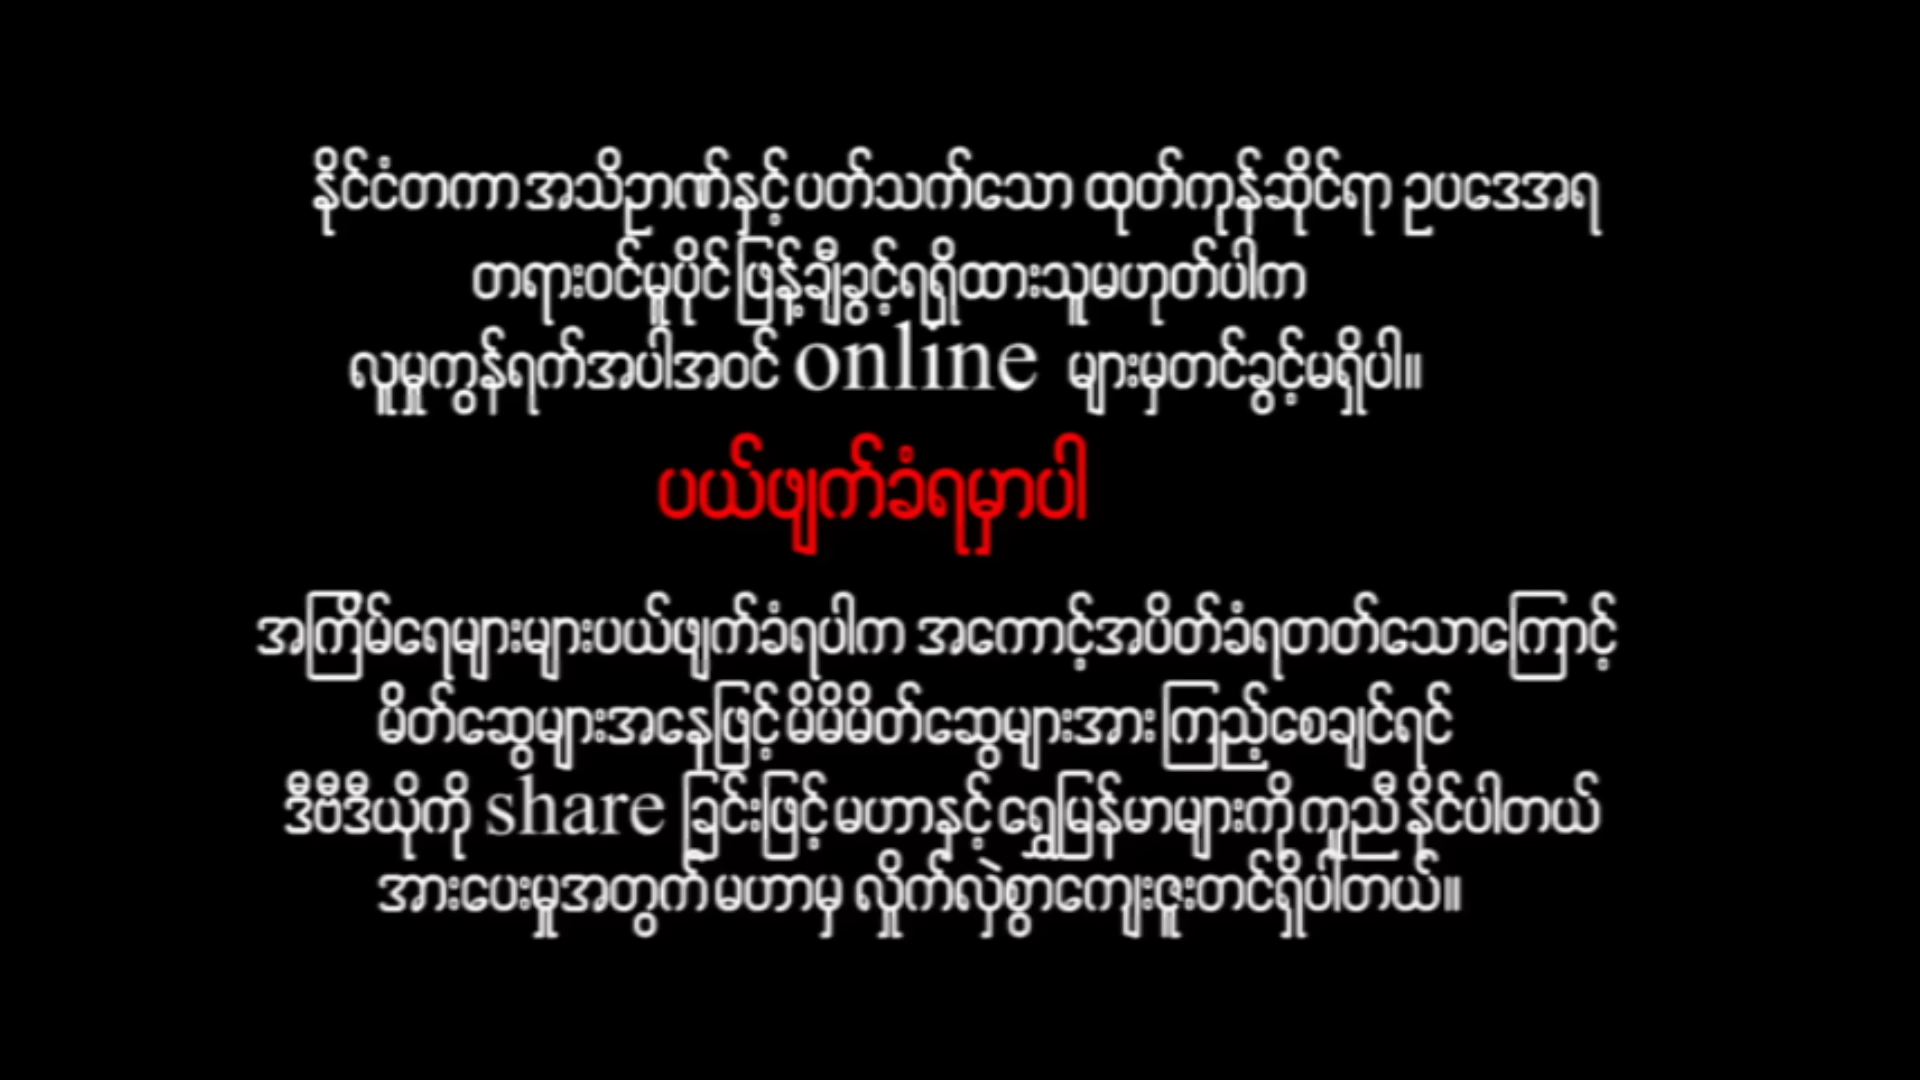 နိုင်ငံတကာ အသိဉာဏ်နှင့် ပတ်သက်သော ထုတ်ကုန်ဆိုင်ရာ ဥပဒေအရ
တရားဝင်မူပိုင် ဖြန့်ချီခွင့်ရရှိထားသူမဟုတ်ပါက
လူမှုကွန်ရက်အပါအဝင် online များမှတင်ခွင့်မရှိပါ။
ပယ်ဖျက်ခံရမှာပါ
အကြိမ်ရေများများပယ်ဖျက်ခံရပါက အကောင့်အပိတ်ခံရတတ်သောကြောင့်
မိတ်ဆွေများအနေဖြင့် မိမိမိတ်ဆွေများအား ကြည့်စေချင်ရင်
ဒီဗီဒီယိုကို share ခြင်းဖြင့် မဟာနှင့် ရွှေမြန်မာများကို ကူညီ နိုင်ပါတယ်
အားပေးမှုအတွက် မဟာမှ လှိုက်လှဲစွာကျေးဇူးတင်ရှိပါတယ်။